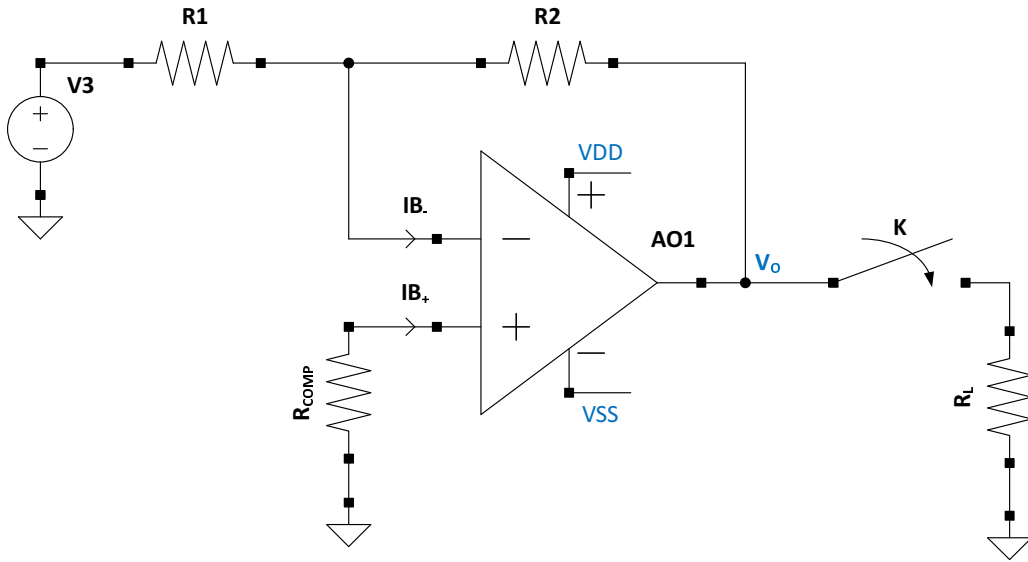 R1
R2
V3
VDD
IB-
AO1
K
Vo
IB+
RCOMP
VSS
RL